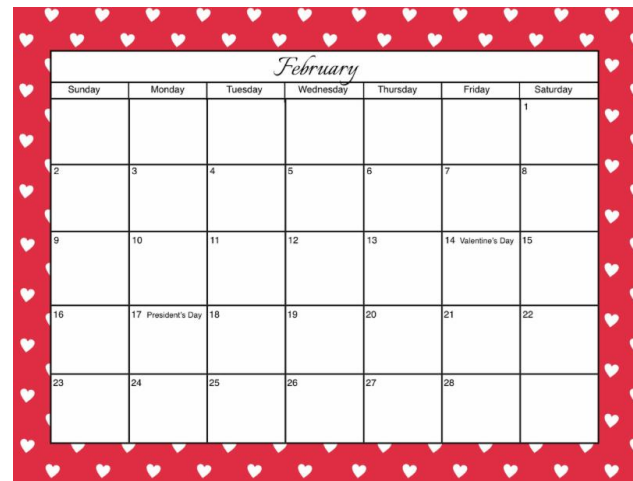 February
Sunday Monday Tuesday Wednesday Thursday Friday Saturday
1
2 3 4 5 6 7 8
9 10 11 12 13 14 Valentine's Day 15
16 17 President's Day 18 19 20 21 22
23 24 25 26 27 28